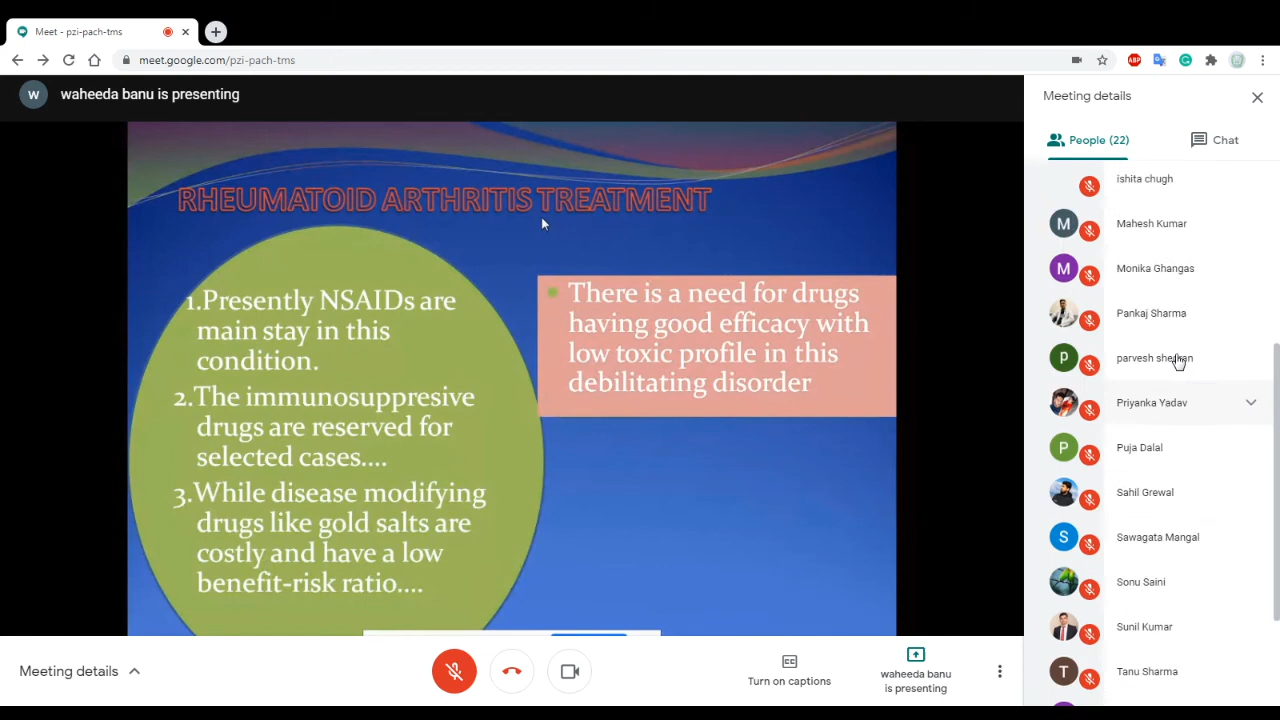 Meet - pzi-pach-tms
meet.google.com/pzi-pach-tms
ABP
W
waheeda banu is presenting
RHEUMATOID ARTHRITIS TREATMENT
1.Presently NSAIDs are
main stay in this
condition.
2.The immunosuppresive
drugs are reserved for
selected cases....
3.While disease modifying
drugs like gold salts are
costly and have a low
benefit-risk ratio....
There is a need for drugs
having good efficacy with
low toxic profile in this
debilitating disorder
Meeting details
People (22)
Chat
ishita chugh
M
Mahesh Kumar
M
Monika Ghangas
Pankaj Sharma
P
parvesh
Priyanka Yadav
P
Puja Dalal
Sahil Grewal
S
Sawagata Mangal
Sonu Saini
Sunil Kumar
T
Tanu Sharma
Meeting details
CC
Turn on captions
waheeda banu
is presenting